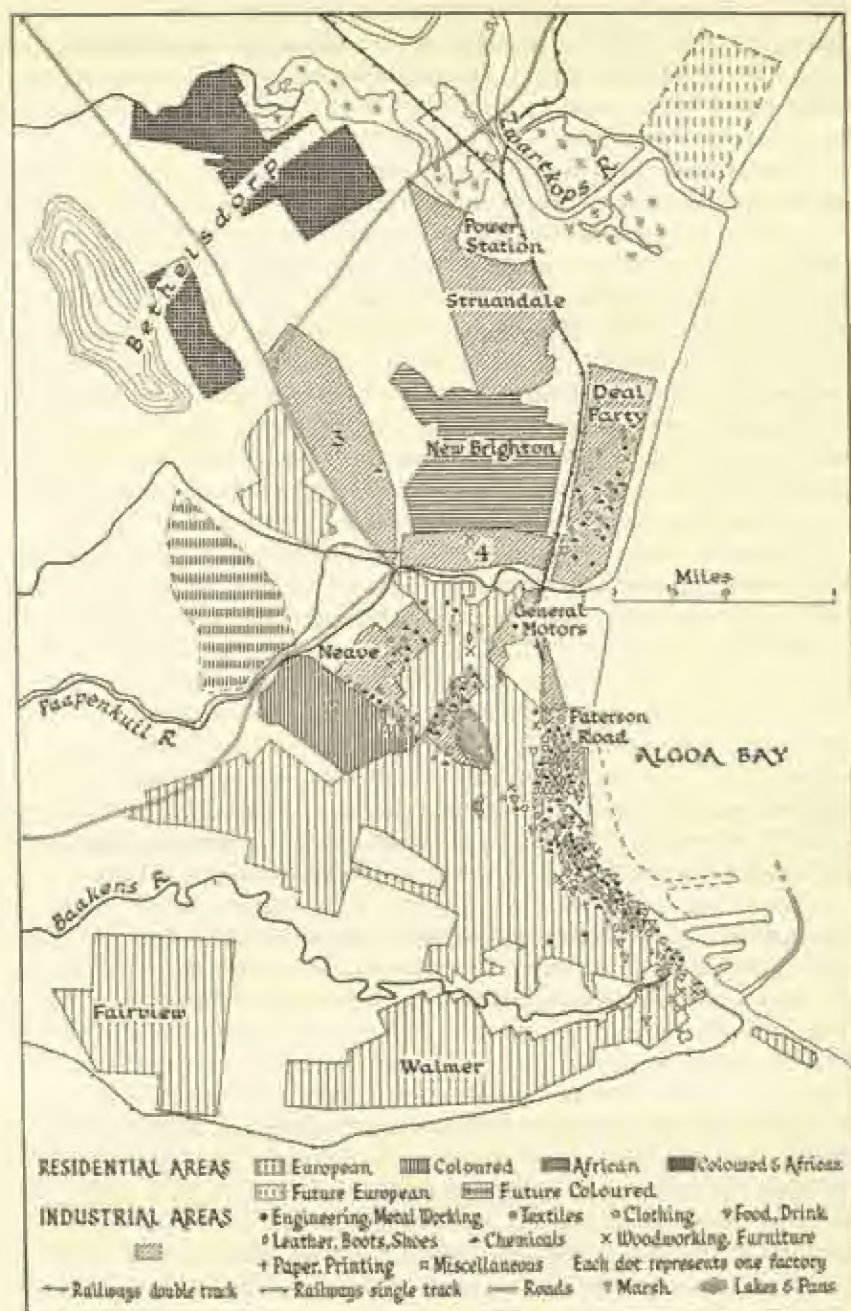 Zwartkops R.
Bethelsdorp
Power
Station
Struandale
Deal
Party
3
New Brighton
4
Miles
General
Motors
Neave
Paapenkuil R
Paterson
Road
ALGOA BAY
Baakens R
Fairview
Walmer
RESIDENTIAL AREAS European Coloured African Coloured & African
Future European Future Coloured
INDUSTRIAL AREAS Engineering, Metal Working Textiles Clothing Food, Drink
Leather, Boots, Shoes Chemicals Woodworking, Furniture
Paper, Printing Miscellaneous Each dot represents one factory
Railways double track Railways single track Roads Marsh Lakes & Pans